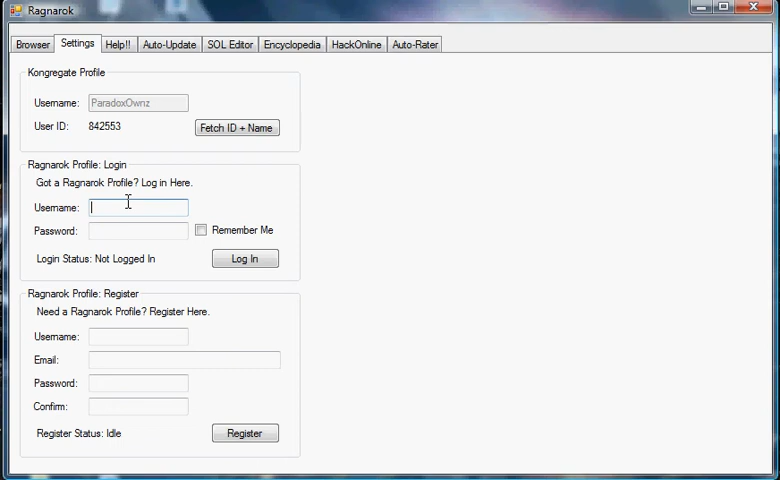 Ragnarok
Browser Settings Help!! Auto-Update SOL Editor Encyclopedia HackOnline Auto-Rater
Kongregate Profile
Username: ParadoxOwnz
User ID: 842553 Fetch ID + Name
Ragnarok Profile: Login
Got a Ragnarok Profile? Log in Here.
Username:
Password: Remember Me
Login Status: Not Logged In Log In
Ragnarok Profile: Register
Need a Ragnarok Profile? Register Here.
Username:
Email:
Password:
Confirm:
Register Status: Idle Register